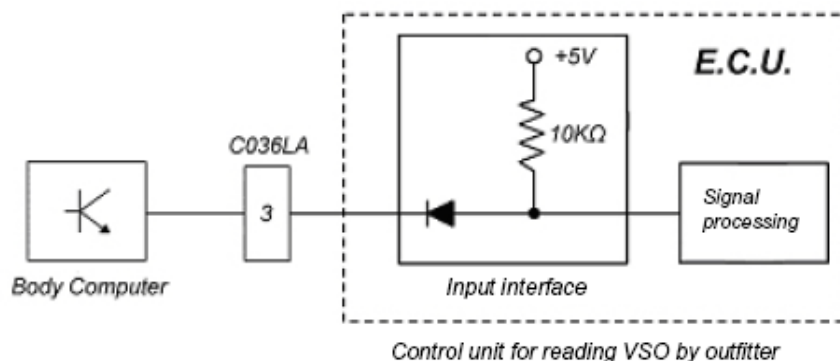 E.C.U.
+5V
10KΩ
C036LA
3
Signal
processing
Body Computer
Input interface
Control unit for reading VSO by outfitter